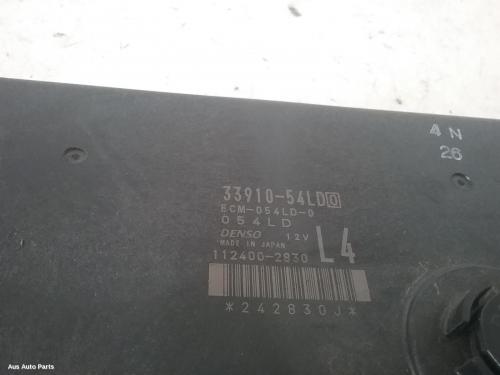 4 N
26
33910-54LD0
ECM-054LD-0
054LD
DENSO 12V
MADE IN JAPAN L4
112400-2830
*242830J*
Aus Auto Parts